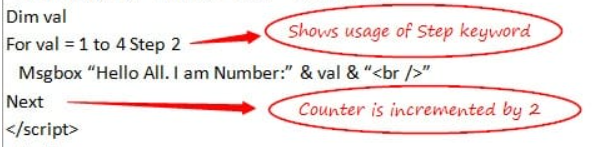 Dim val
For val = 1 to 4 Step 2
Shows usage of Step keyword
Msgbox “Hello All. I am Number:” & val & “<br />”
Next
Counter is incremented by 2
</script>